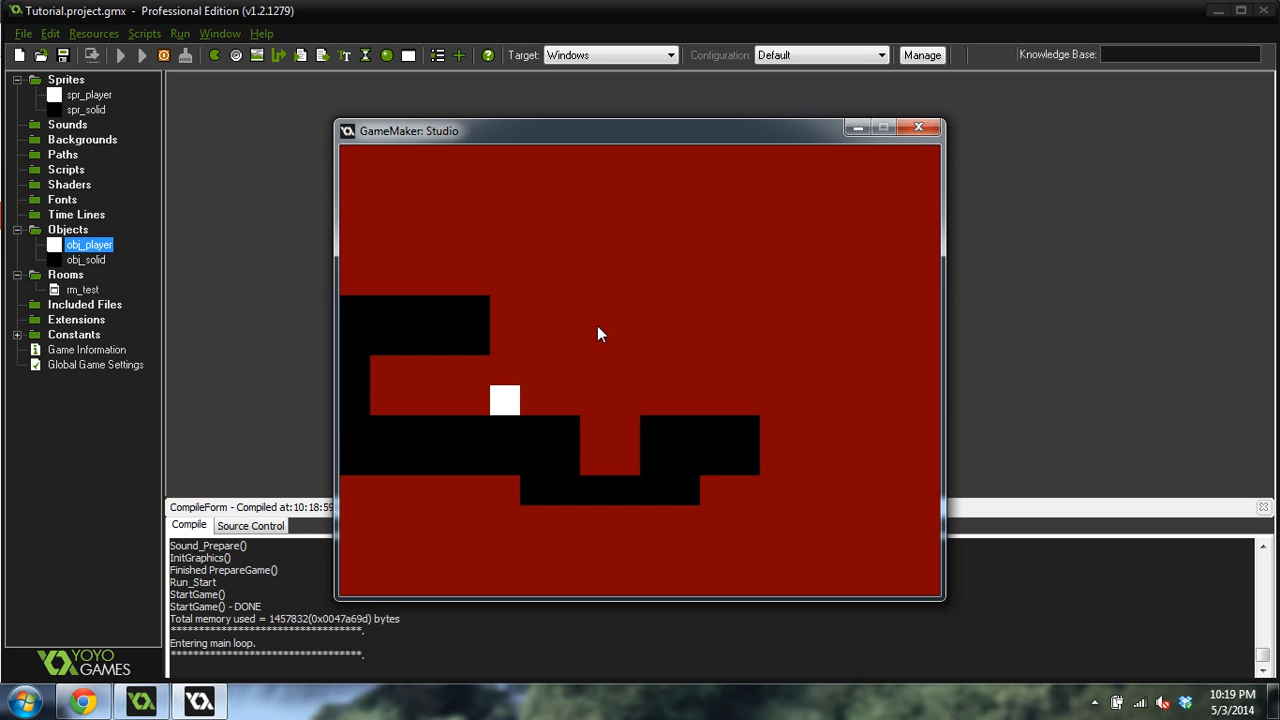 Tutorial.project.gmx - Professional Edition (v1.2.1279)
File Edit Resources Scripts Run Window Help
Target: Windows Configuration: Default Manage Knowledge Base:
Sprites
spr_player
spr_solid
Sounds
Backgrounds
Paths
Scripts
Shaders
Fonts
Time Lines
Objects
obj_player
obj_solid
Rooms
rm_test
Included Files
Extensions
Constants
Game Information
Global Game Settings
YOYO
GAMES
GameMaker: Studio
CompileForm - Compiled at:10:18:59
Compile Source Control
Sound_Prepare()
InitGraphics()
Finished PrepareGame()
Run_Start
StartGame()
StartGame() - DONE
Total memory used = 1457832(0x0047a69d) bytes
**********************************.
Entering main loop.
**********************************.
10:19 PM
5/3/2014